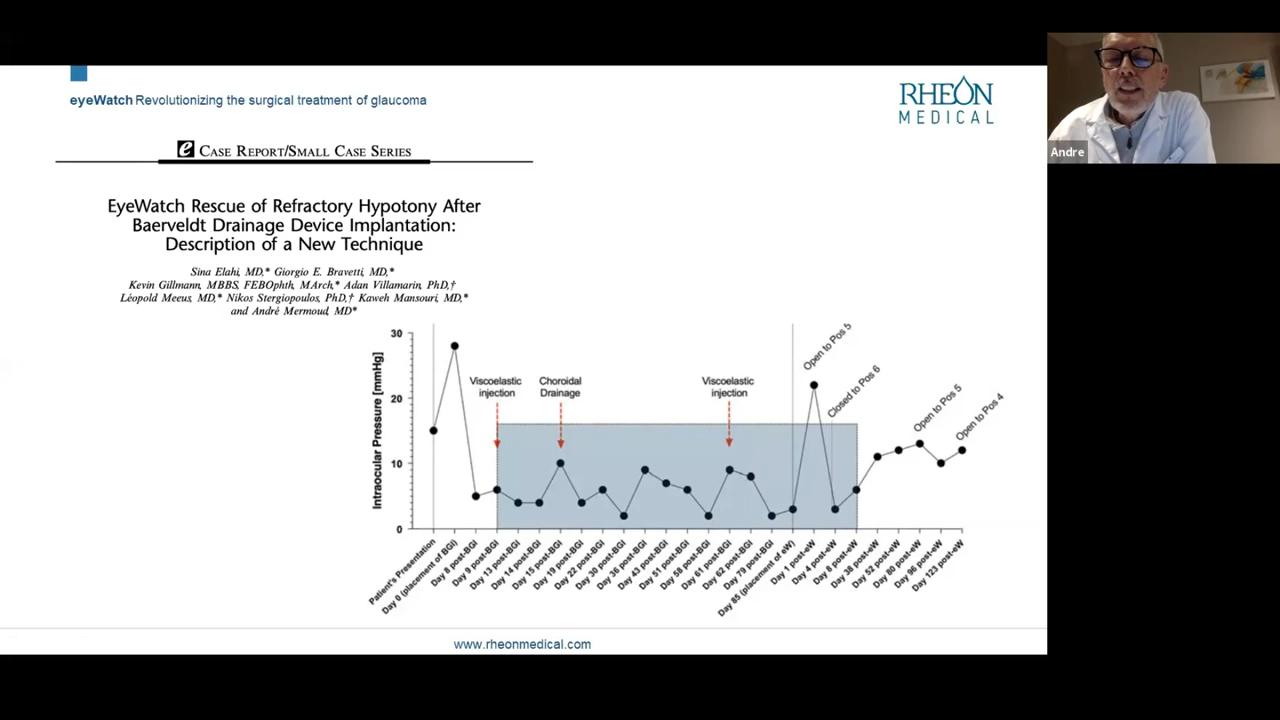 eyeWatch Revolutionizing the surgical treatment of glaucoma
RHEON
MEDICAL
Andre
e CASE REPORT/SMALL CASE SERIES
EyeWatch Rescue of Refractory Hypotony After
Baerveldt Drainage Device Implantation:
Description of a New Technique
Sina Elahi, MD,* Giorgio E. Bravetti, MD,*
Kevin Gillmann, MBBS, FEBOphth, MArch,* Adan Villamarin, PhD,†
Léopold Meeus, MD,* Nikos Stergiopoulos, PhD,† Kaweh Mansouri, MD,*
and André Mermoud, MD*
Intraocular Pressure [mmHg]
30
20
10
0
Viscoelastic
injection
Choroidal
Drainage
Viscoelastic
injection
Open to Pos 5
Closed to Pos 6
Open to Pos 5
Open to Pos 4
Patient's Presentation
Day 0 (placement of BGI)
Day 8 post-BGI
Day 9 post-BGI
Day 13 post-BGI
Day 14 post-BGI
Day 15 post-BGI
Day 19 post-BGI
Day 22 post-BGI
Day 30 post-BGI
Day 36 post-BGI
Day 43 post-BGI
Day 51 post-BGI
Day 58 post-BGI
Day 61 post-BGI
Day 62 post-BGI
Day 79 post-BGI
Day 85 (placement of eW)
Day 1 post-eW
Day 4 post-eW
Day 8 post-eW
Day 38 post-eW
Day 52 post-eW
Day 80 post-eW
Day 96 post-eW
Day 123 post-eW
www.rheonmedical.com